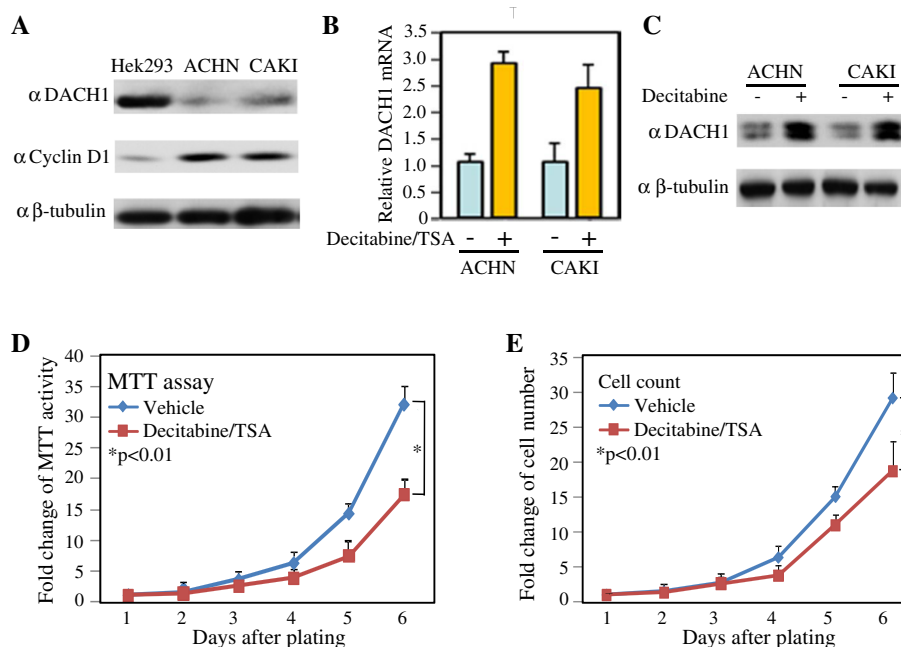 A
Hek293 ACHN CAKI
α DACH1
α Cyclin D1
α β-tubulin
B
Relative DACH1 mRNA
3.5
3.0
2.5
2.0
1.5
1.0
0.5
0
Decitabine/TSA - + - +
ACHN CAKI
C
ACHN CAKI
Decitabine - + - +
α DACH1
α β-tubulin
D
Fold change of MTT activity
40
35
30
25
20
15
10
5
0
MTT assay
Vehicle
Decitabine/TSA
*p<0.01
*
1 2 3 4 5 6
Days after plating
E
Fold change of cell number
35
30
25
20
15
10
5
0
Cell count
Vehicle
Decitabine/TSA
*p<0.01
1 2 3 4 5 6
Days after plating